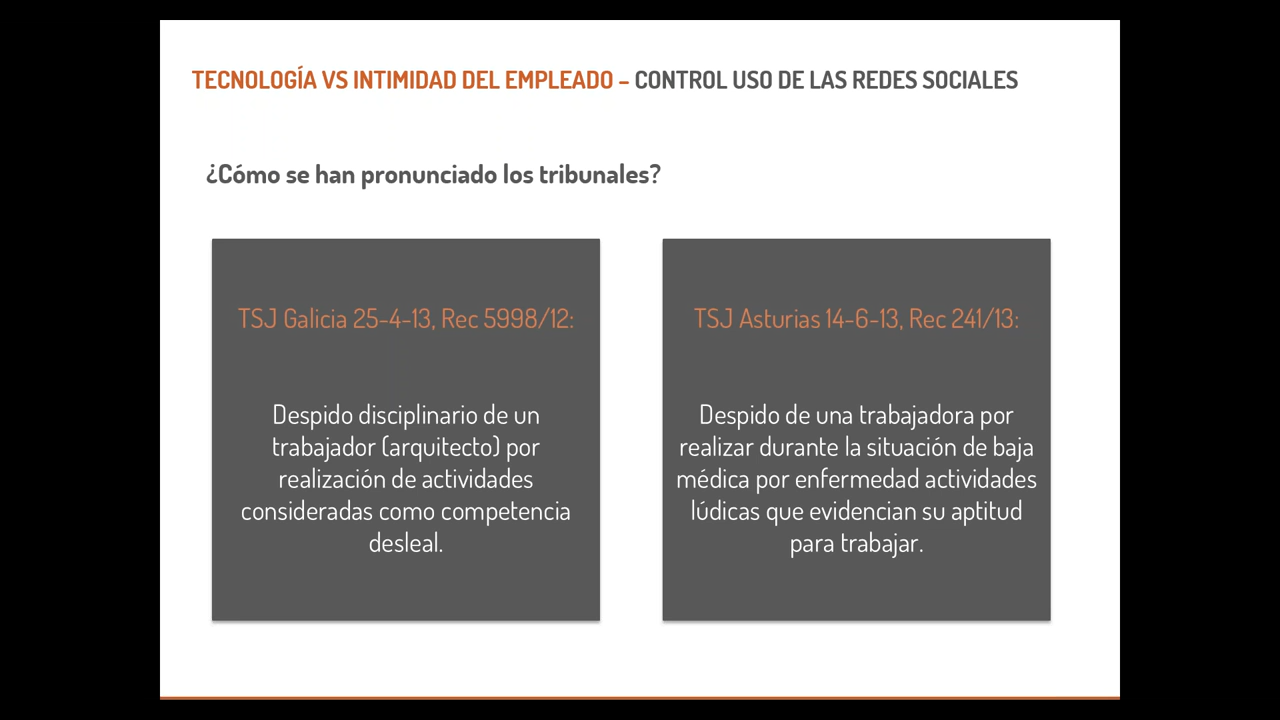 TECNOLOGÍA VS INTIMIDAD DEL EMPLEADO – CONTROL USO DE LAS REDES SOCIALES
¿Cómo se han pronunciado los tribunales?
TSJ Galicia 25-4-13, Rec 5998/12:
Despido disciplinario de un
trabajador (arquitecto) por
realización de actividades
consideradas como competencia
desleal.
TSJ Asturias 14-6-13, Rec 241/13:
Despido de una trabajadora por
realizar durante la situación de baja
médica por enfermedad actividades
lúdicas que evidencian su aptitud
para trabajar.